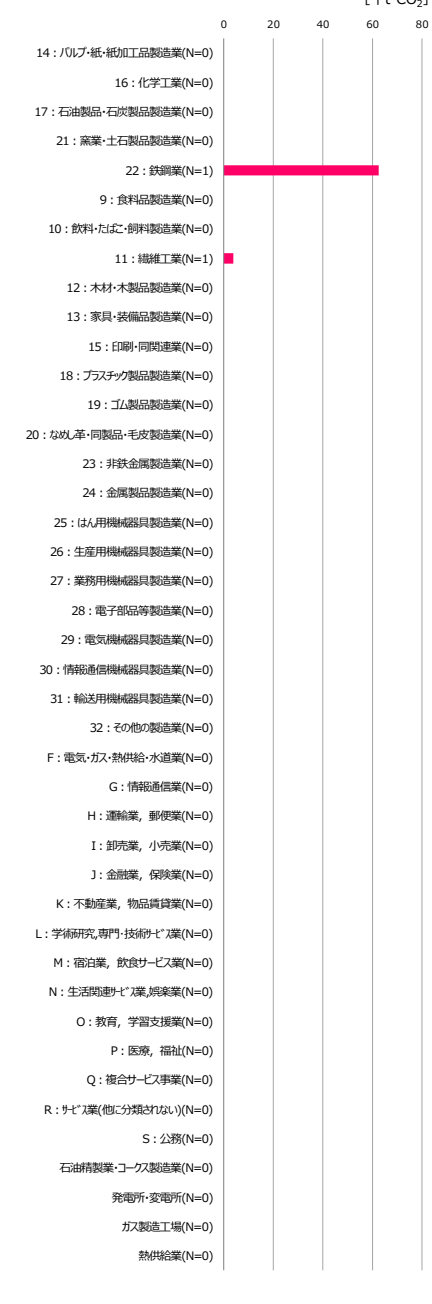 [千t-CO₂]
0 20 40 60 80
14：パルプ・紙・紙加工品製造業(N=0)
16：化学工業(N=0)
17：石油製品・石炭製品製造業(N=0)
21：窯業・土石製品製造業(N=0)
22：鉄鋼業(N=1)
9：食料品製造業(N=0)
10：飲料・たばこ・飼料製造業(N=0)
11：繊維工業(N=1)
12：木材・木製品製造業(N=0)
13：家具・装備品製造業(N=0)
15：印刷・同関連業(N=0)
18：プラスチック製品製造業(N=0)
19：ゴム製品製造業(N=0)
20：なめし革・同製品・毛皮製造業(N=0)
23：非鉄金属製造業(N=0)
24：金属製品製造業(N=0)
25：はん用機械器具製造業(N=0)
26：生産用機械器具製造業(N=0)
27：業務用機械器具製造業(N=0)
28：電子部品等製造業(N=0)
29：電気機械器具製造業(N=0)
30：情報通信機械器具製造業(N=0)
31：輸送用機械器具製造業(N=0)
32：その他の製造業(N=0)
F：電気・ガス・熱供給・水道業(N=0)
G：情報通信業(N=0)
H：運輸業，郵便業(N=0)
I：卸売業，小売業(N=0)
J：金融業，保険業(N=0)
K：不動産業，物品賃貸業(N=0)
L：学術研究,専門・技術ｻｰﾋﾞｽ業(N=0)
M：宿泊業，飲食サービス業(N=0)
N：生活関連ｻｰﾋﾞｽ業,娯楽業(N=0)
O：教育，学習支援業(N=0)
P：医療，福祉(N=0)
Q：複合サービス事業(N=0)
R：ｻｰﾋﾞｽ業(他に分類されない)(N=0)
S：公務(N=0)
石油精製業・コークス製造業(N=0)
発電所・変電所(N=0)
ガス製造工場(N=0)
熱供給業(N=0)